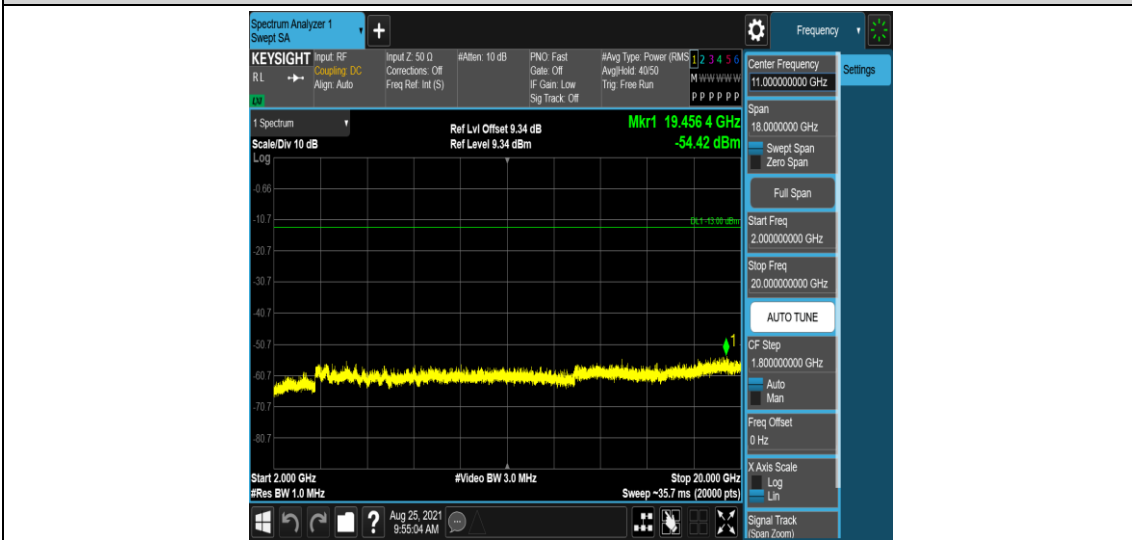 Spectrum Analyzer 1
Swept SA
+
Frequency
KEYSIGHT
RL
LXI
Input: RF
Coupling: DC
Align: Auto
Input Z: 50 Ω
Corrections: Off
Freq Ref: Int (S)
#Atten: 10 dB
PNO: Fast
Gate: Off
IF Gain: Low
Sig Track: Off
#Avg Type: Power (RMS
Avg|Hold: 40/50
Trig: Free Run
1 2 3 4 5 6
M W W W W W
P P P P P P
1 Spectrum
Scale/Div 10 dB
Log
Ref Lvl Offset 9.34 dB
Ref Level 9.34 dBm
Mkr1 19.456 4 GHz
-54.42 dBm
-0.66
-10.7
DL1 -13.00 dBm
-20.7
-30.7
-40.7
-50.7
1
-60.7
-70.7
-80.7
Start 2.000 GHz
#Video BW 3.0 MHz
Stop 20.000 GHz
#Res BW 1.0 MHz
Sweep ~35.7 ms (20000 pts)
?
Aug 25, 2021
9:55:04 AM
Center Frequency
11.000000000 GHz
Settings
Span
18.0000000 GHz
Swept Span
Zero Span
Full Span
Start Freq
2.000000000 GHz
Stop Freq
20.000000000 GHz
AUTO TUNE
CF Step
1.800000000 GHz
Auto
Man
Freq Offset
0 Hz
X Axis Scale
Log
Lin
Signal Track
(Span Zoom)